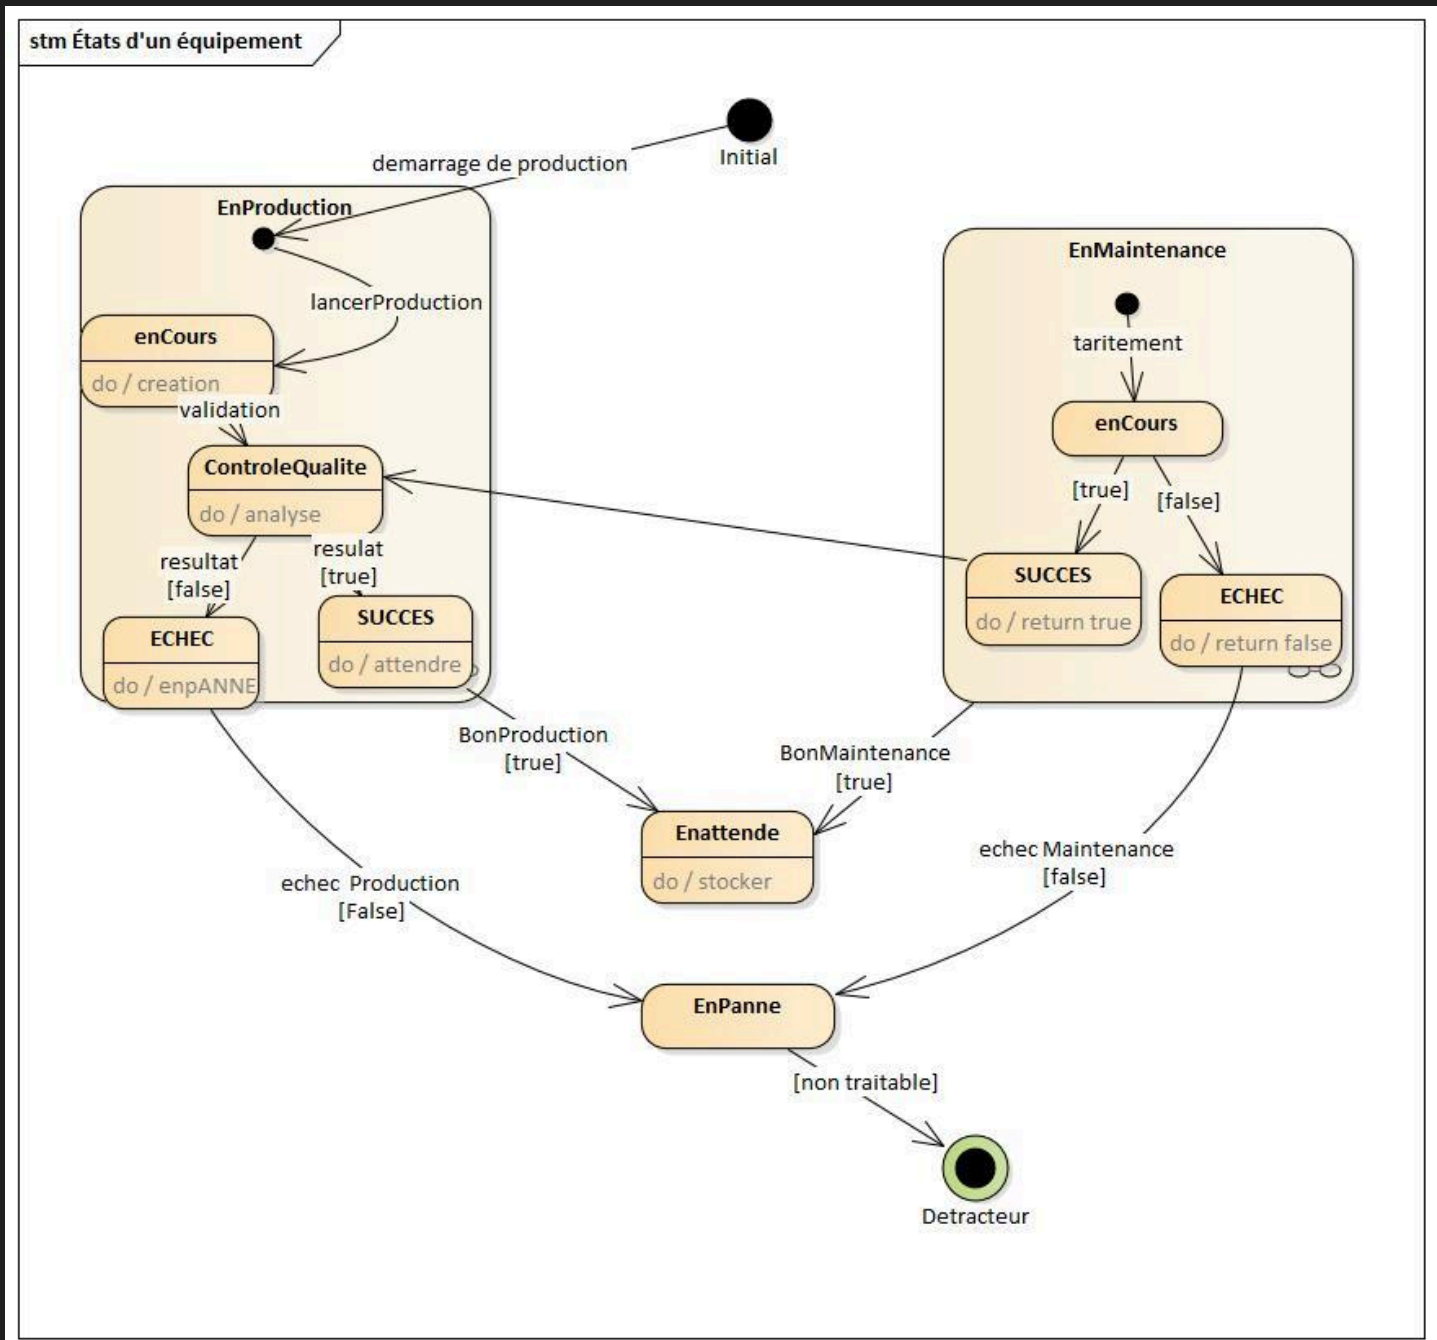 stm États d'un équipement
Initial
demarrage de production
EnProduction
lancerProduction
enCours
do / creation
validation
ControleQualite
do / analyse
resultat
[false]
resulat
[true]
ECHEC
do / enpANNE
SUCCES
do / attendre
EnMaintenance
taritement
enCours
[true]
[false]
SUCCES
do / return true
ECHEC
do / return false
BonProduction
[true]
BonMaintenance
[true]
Enattende
do / stocker
echec Production
[False]
echec Maintenance
[false]
EnPanne
[non traitable]
Detracteur